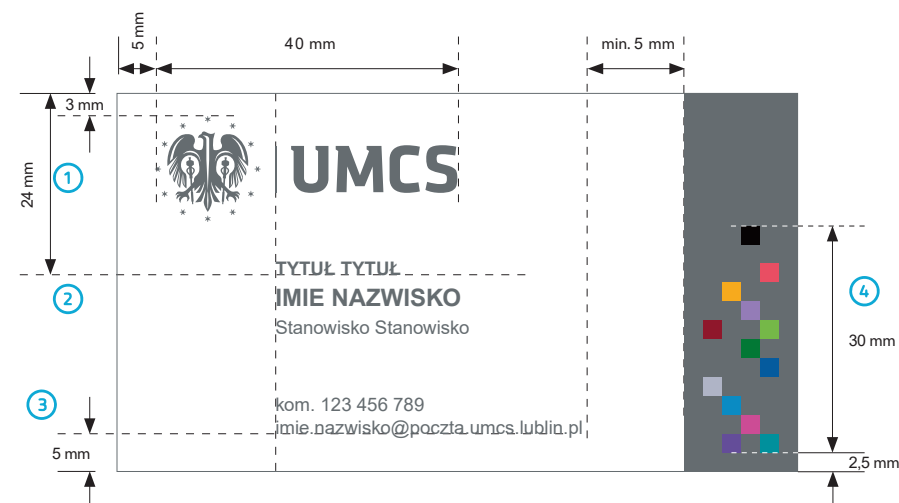 5 mm
40 mm
min. 5 mm
3 mm
24 mm
1
UMCS
TYTUŁ TYTUŁ
2
IMIE NAZWISKO
Stanowisko Stanowisko
4
30 mm
3
kom. 123 456 789
imie.nazwisko@poczta.umcs.lublin.pl
5 mm
2,5 mm